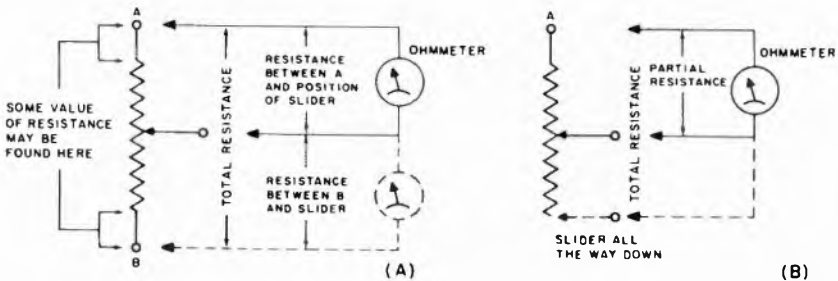 A
SOME VALUE
OF RESISTANCE
MAY BE
FOUND HERE
B
TOTAL RESISTANCE
RESISTANCE
BETWEEN A
AND POSITION
OF SLIDER
RESISTANCE
BETWEEN B
AND SLIDER
OHMMETER
(A)
A
TOTAL RESISTANCE
PARTIAL
RESISTANCE
OHMMETER
SLIDER ALL
THE WAY DOWN
(B)